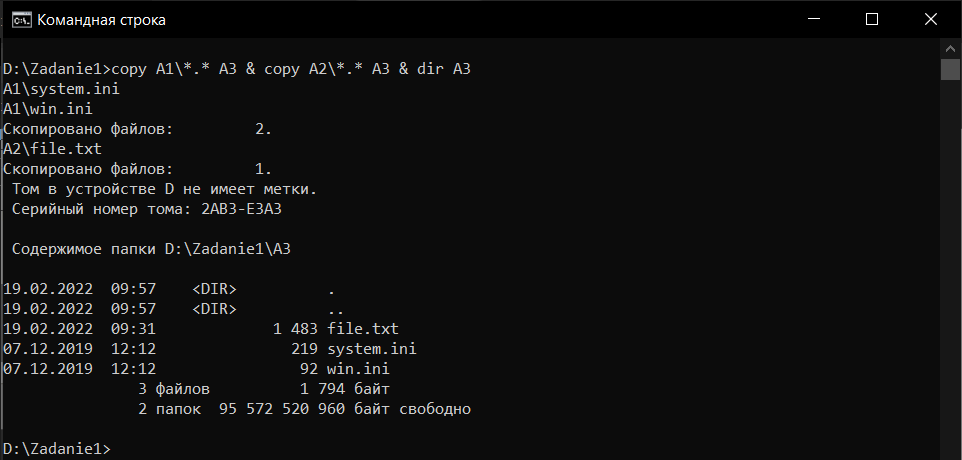 Командная строка
D:\Zadanie1>copy A1\*.* A3 & copy A2\*.* A3 & dir A3
A1\system.ini
A1\win.ini
Скопировано файлов:         2.
A2\file.txt
Скопировано файлов:         1.
 Том в устройстве D не имеет метки.
 Серийный номер тома: 2AB3-E3A3
 Содержимое папки D:\Zadanie1\A3
19.02.2022  09:57    <DIR>          .
19.02.2022  09:57    <DIR>          ..
19.02.2022  09:31             1 483 file.txt
07.12.2019  12:12               219 system.ini
07.12.2019  12:12                92 win.ini
               3 файлов          1 794 байт
               2 папок  95 572 520 960 байт свободно
D:\Zadanie1>